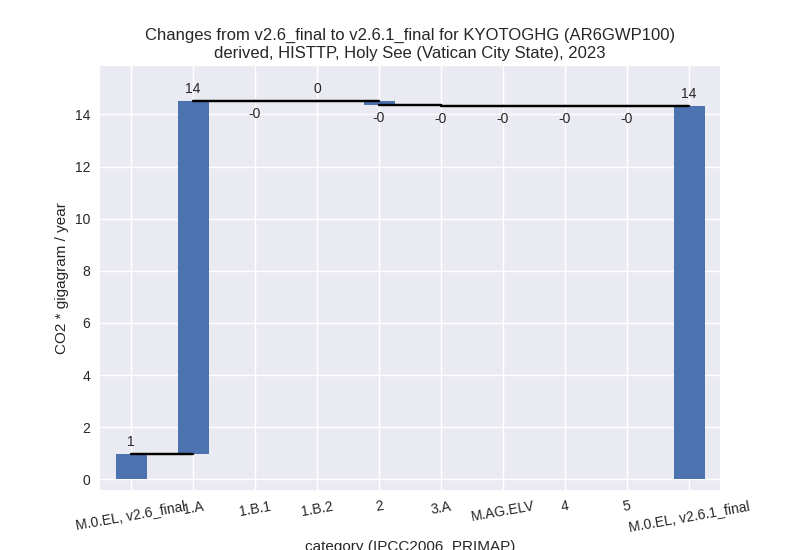 Changes from v2.6_final to v2.6.1_final for KYOTOGHG (AR6GWP100)
derived, HISTTP, Holy See (Vatican City State), 2023
CO2 * gigagram / year
14
12
10
8
6
4
2
0
1
14
-0
0
-0
-0
-0
-0
-0
14
M.0.EL, v2.6_final
1.A
1.B.1
1.B.2
2
3.A
M.AG.ELV
4
5
M.0.EL, v2.6.1_final
category (IPCC2006_PRIMAP)